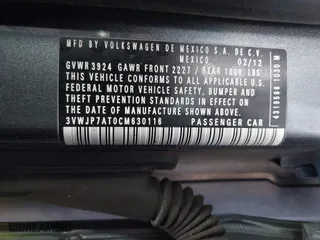 MFD BY VOLKSWAGEN DE MEXICO S.A. DE C.V.
MEXICO 02/12
GVWR 3924 GAWR FRONT 2227 / REAR 1808 LBS
THIS VEHICLE CONFORMS TO ALL APPLICABLE
FEDERAL MOTOR VEHICLE SAFETY, BUMPER AND
THEFT PREVENTION STANDARDS IN EFFECT ON
THE DATE OF MANUFACTURE SHOWN ABOVE
3VWJP7AT0CM630116 PASSENGER CAR